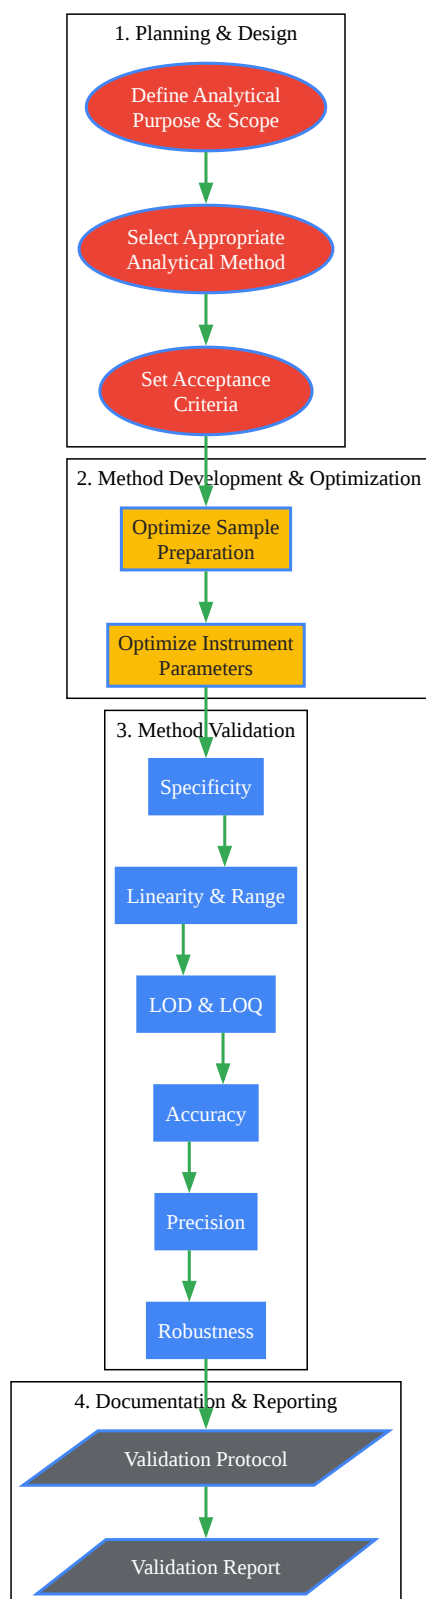 1. Planning & Design
Define Analytical
Purpose & Scope
Select Appropriate
Analytical Method
Set Acceptance
Criteria
2. Method Development & Optimization
Optimize Sample
Preparation
Optimize Instrument
Parameters
3. Method Validation
Specificity
Linearity & Range
LOD & LOQ
Accuracy
Precision
Robustness
4. Documentation & Reporting
Validation Protocol
Validation Report